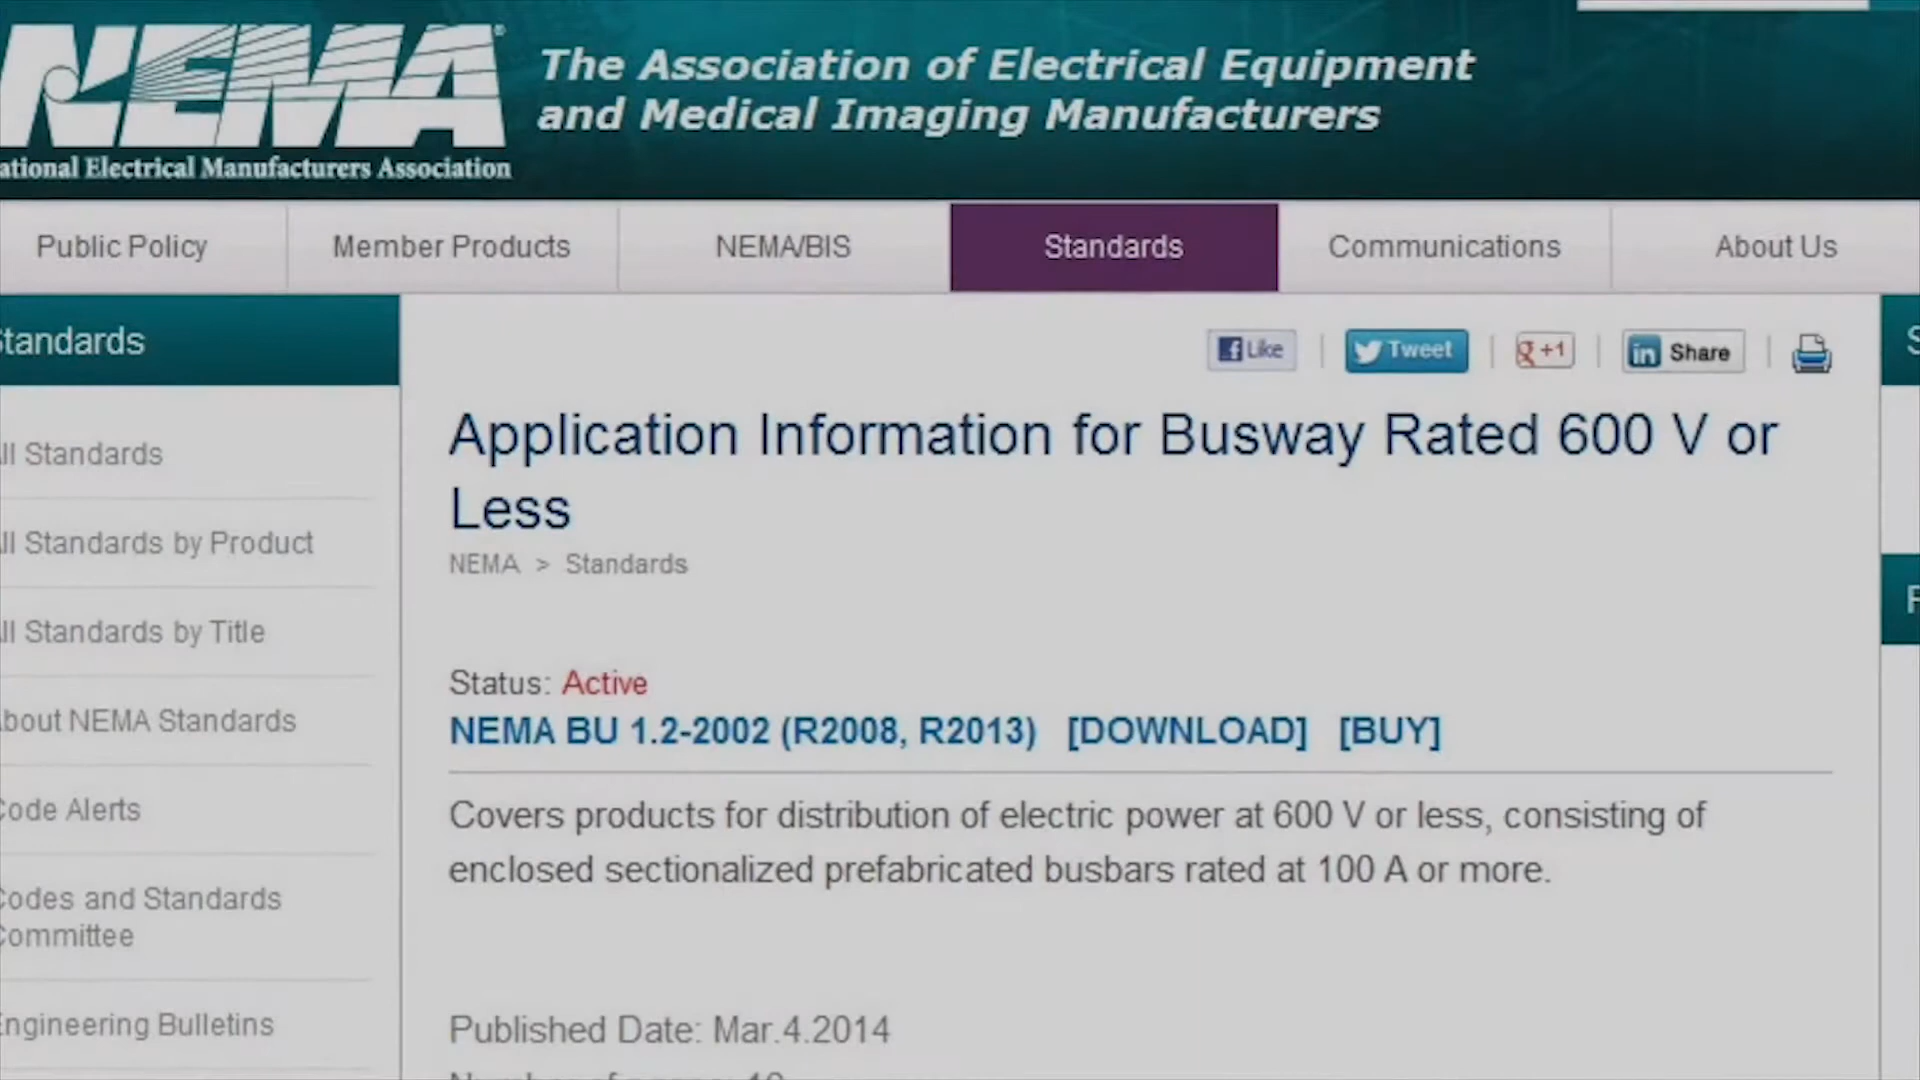 NEMA
The Association of Electrical Equipment
and Medical Imaging Manufacturers
ational Electrical Manufacturers Association
Public Policy
Member Products
NEMA/BIS
Standards
Communications
About Us
tandards
Like
Tweet
+1
in Share
ll Standards
ll Standards by Product
ll Standards by Title
bout NEMA Standards
ode Alerts
odes and Standards
ommittee
ngineering Bulletins
Application Information for Busway Rated 600 V or
Less
NEMA > Standards
Status: Active
NEMA BU 1.2-2002 (R2008, R2013) [DOWNLOAD] [BUY]
Covers products for distribution of electric power at 600 V or less, consisting of
enclosed sectionalized prefabricated busbars rated at 100 A or more.
Published Date: Mar.4.2014